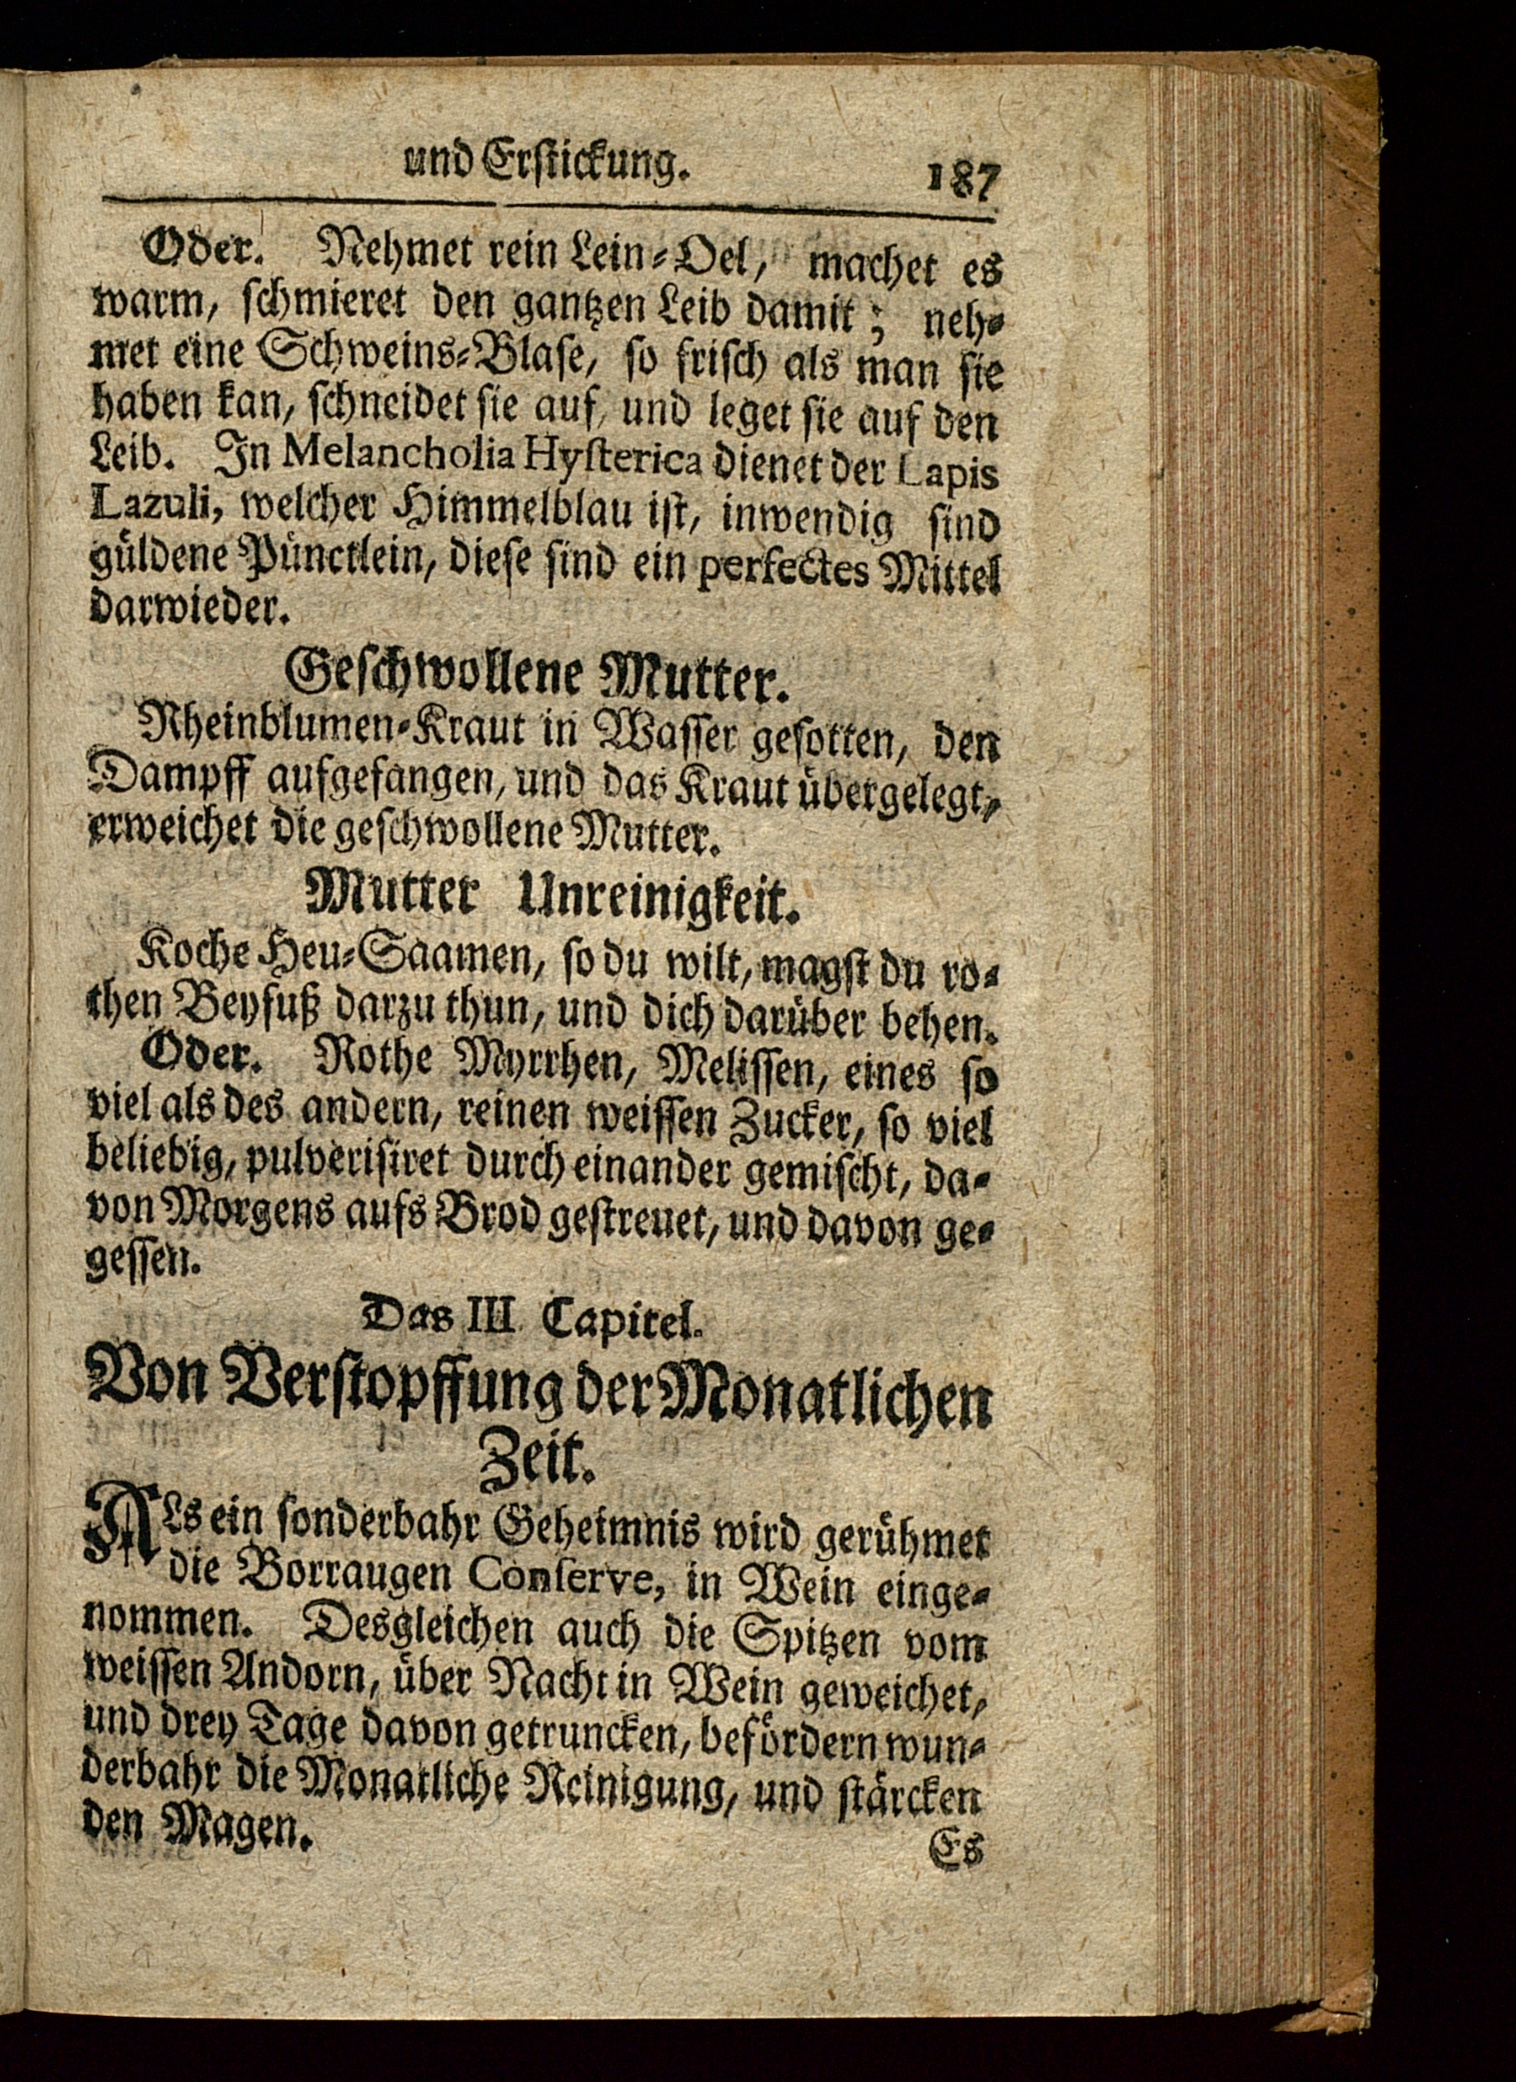 und Erstickung. 187
Oder. Nehmet rein Lein-Oel, machet es
warm, schmieret den gantzen Leib damit; neh-
met eine Schweins-Blase, so frisch als man sie
haben kan, schneidet sie auf, und leget sie auf den
Leib. In Melancholia Hysterica dienet der Lapis
Lazuli, welcher Himmelblau ist, inwendig sind
güldene Pünctlein, diese sind ein perfectes Mittel
darwieder.
Geschwollene Mutter.
Rheinblumen-Kraut in Wasser gesotten, den
Dampff aufgefangen, und das Kraut übergelegt,
erweichet die geschwollene Mutter.
Mutter Unreinigkeit.
Koche Heu-Saamen, so du wilt, magst du ro-
then Beyfuß darzu thun, und dich darüber behen.
Oder. Rothe Myrrhen, Melissen, eines so
viel als des andern, reinen weissen Zucker, so viel
beliebig, pulverisiret durch einander gemischt, da-
von Morgens aufs Brod gestreuet, und davon ge-
gessen.
Das III. Capitel.
Von Verstopffung der Monatlichen
Zeit.
ALs ein sonderbahr Geheimnis wird gerühmet
die Borraugen Conserve, in Wein einge-
nommen. Desgleichen auch die Spitzen vom
weissen Andorn, über Nacht in Wein geweichet,
und drey Tage davon getruncken, befördern wun-
derbahr die Monatliche Reinigung, und stärcken
den Magen.
Es